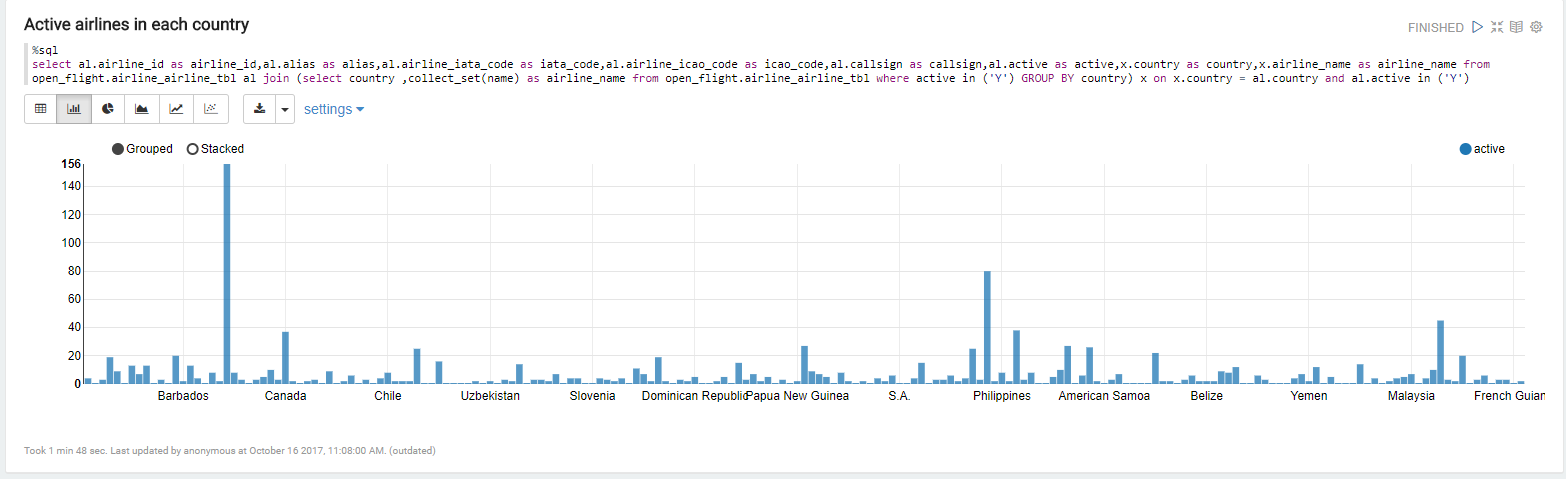 Active airlines in each country
FINISHED
%sql
select al.airline_id as airline_id,al.alias as alias,al.airline_iata_code as iata_code,al.airline_icao_code as icao_code,al.callsign as callsign,al.active as active,x.country as country,x.airline_name as airline_name from
open_flight.airline_airline_tbl al join (select country ,collect_set(name) as airline_name from open_flight.airline_airline_tbl where active in ('Y') GROUP BY country) x on x.country = al.country and al.active in ('Y')
settings
Grouped Stacked active
156
140
120
100
80
60
40
20
0
Barbados Canada Chile Uzbekistan Slovenia Dominican Republic Papua New Guinea S.A. Philippines American Samoa Belize Yemen Malaysia French Guian
Took 1 min 48 sec. Last updated by anonymous at October 16 2017, 11:08:00 AM. (outdated)